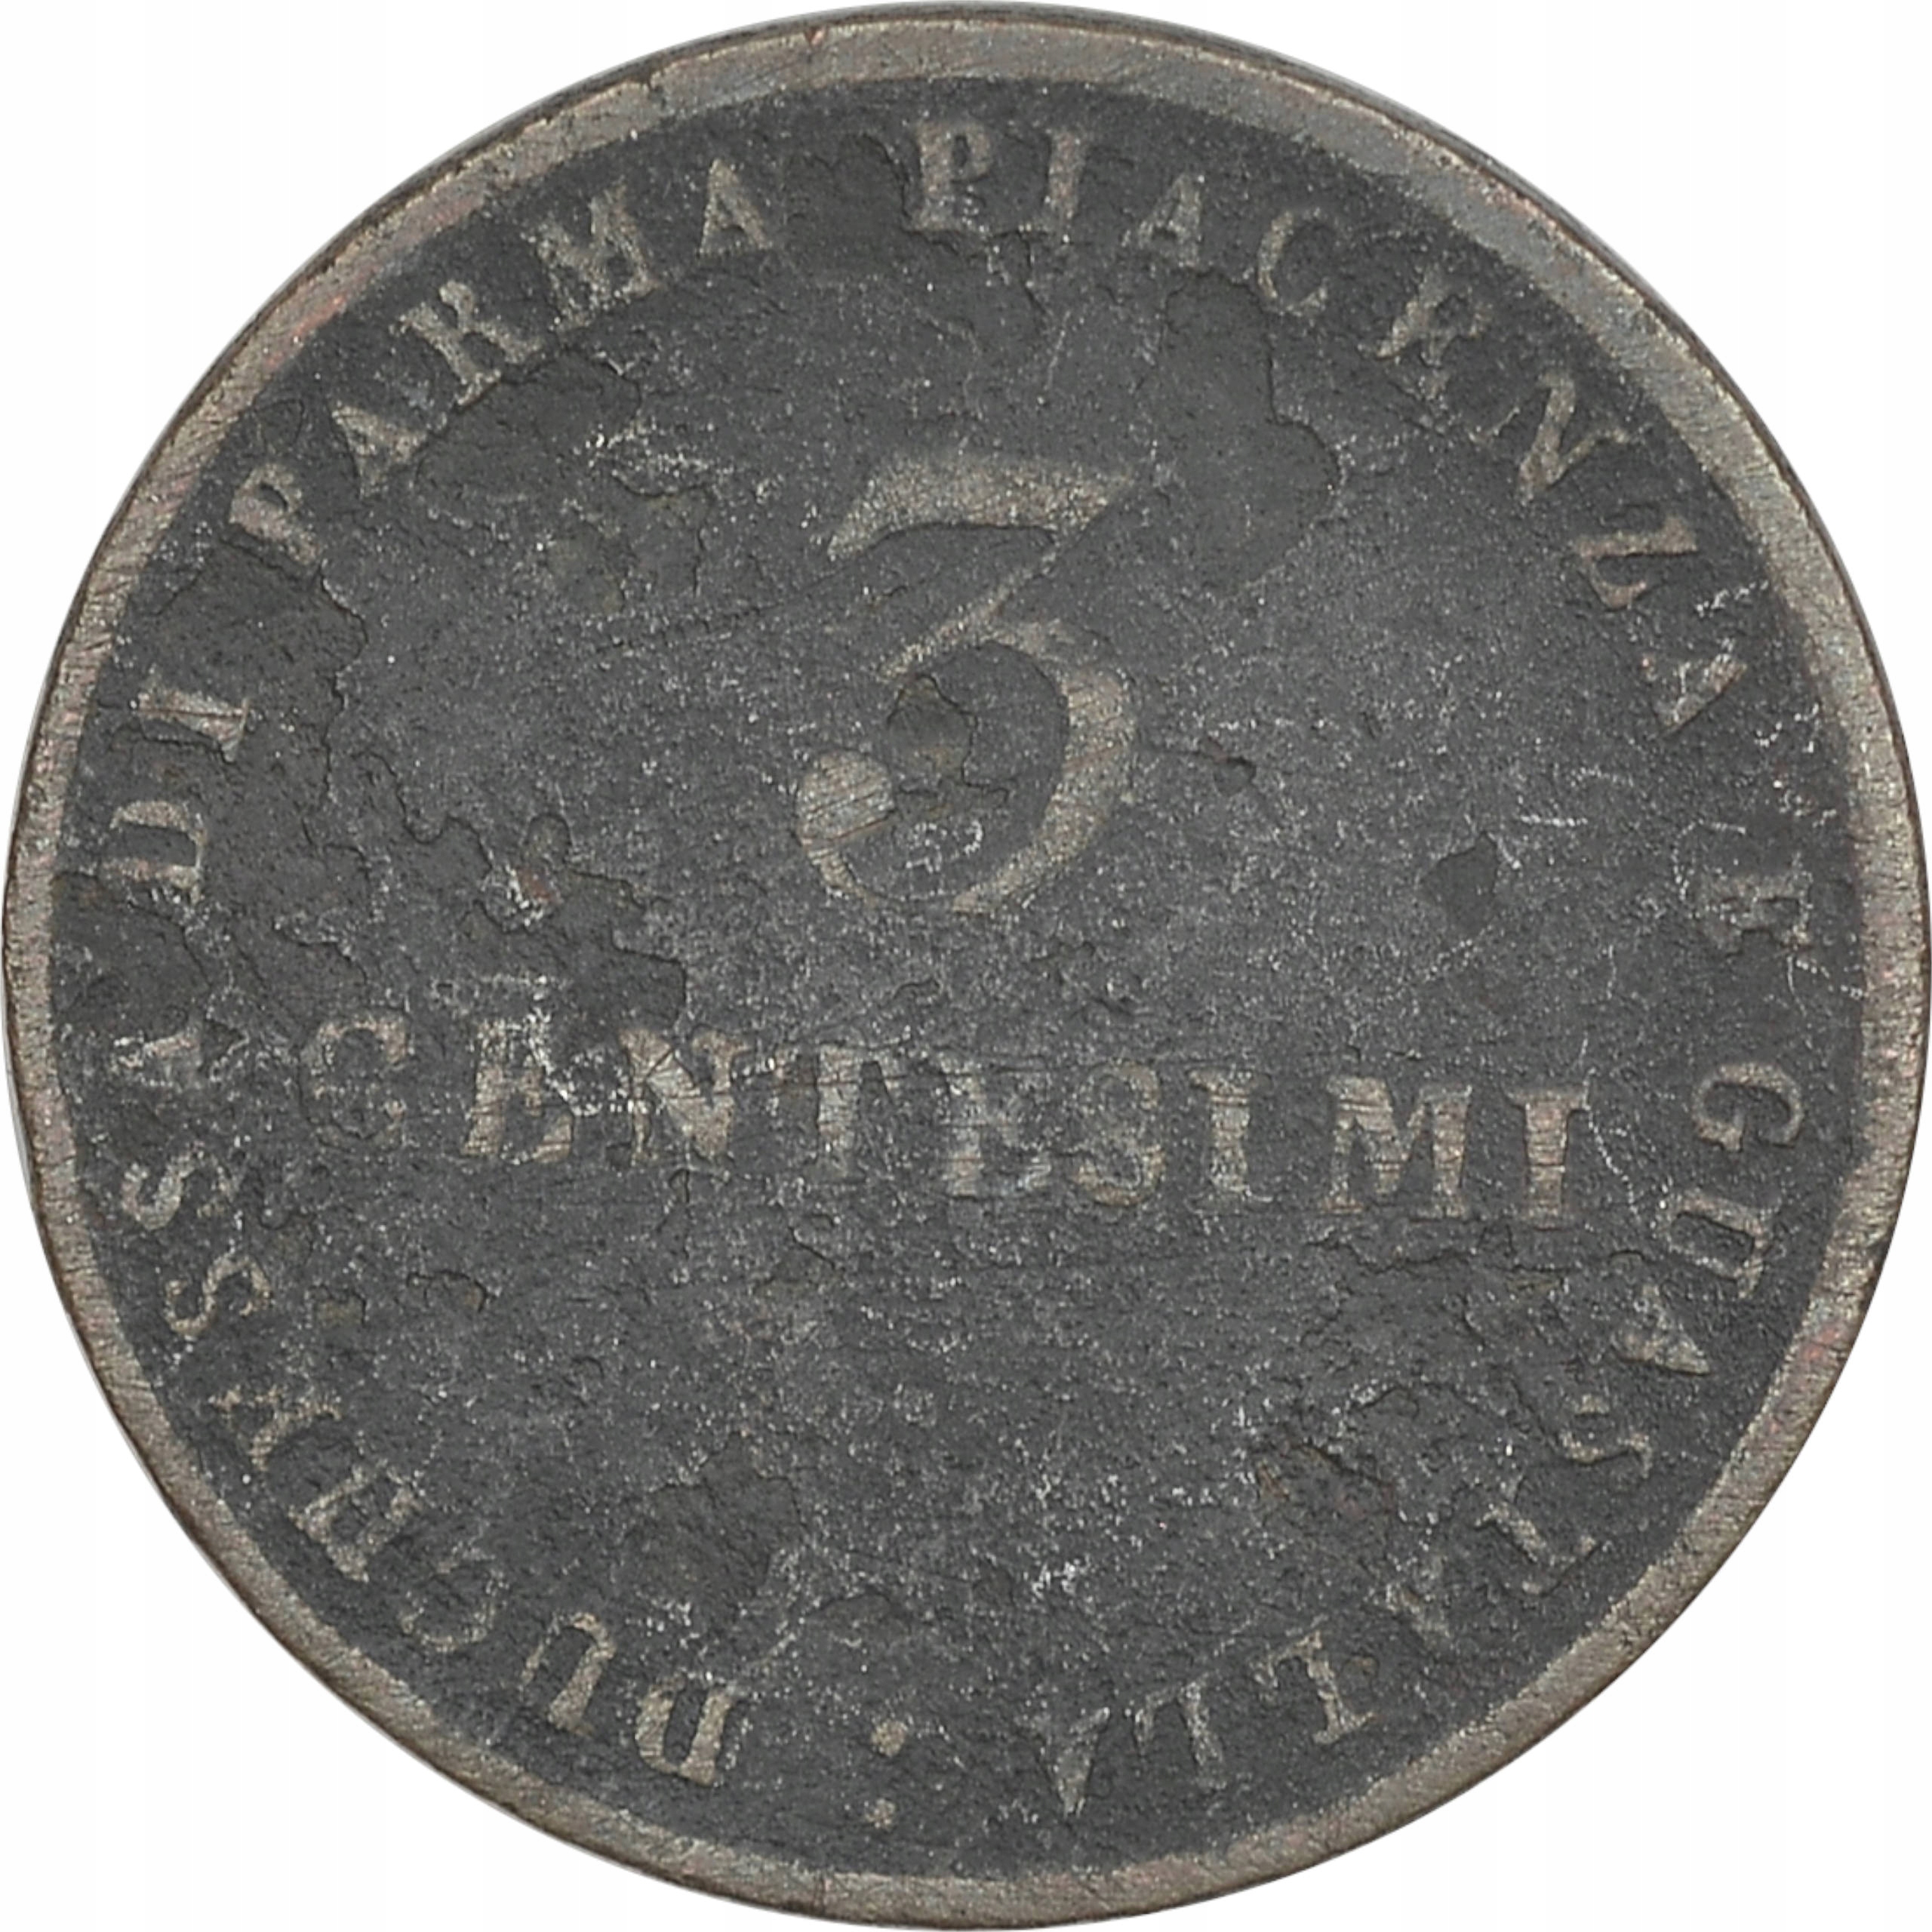 DUCHESSA DI PARMA PIACENZA E GUASTALLA
3
CENTESIMI